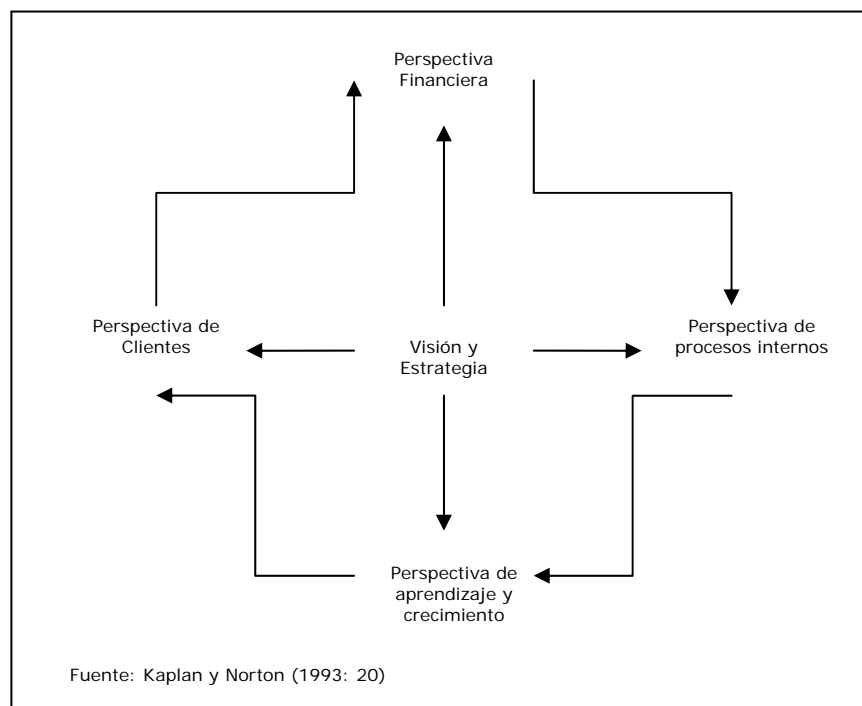 Perspectiva
Financiera
Perspectiva de
Clientes
Visión y
Estrategia
Perspectiva de
procesos internos
Perspectiva de
aprendizaje y
crecimiento
Fuente: Kaplan y Norton (1993: 20)